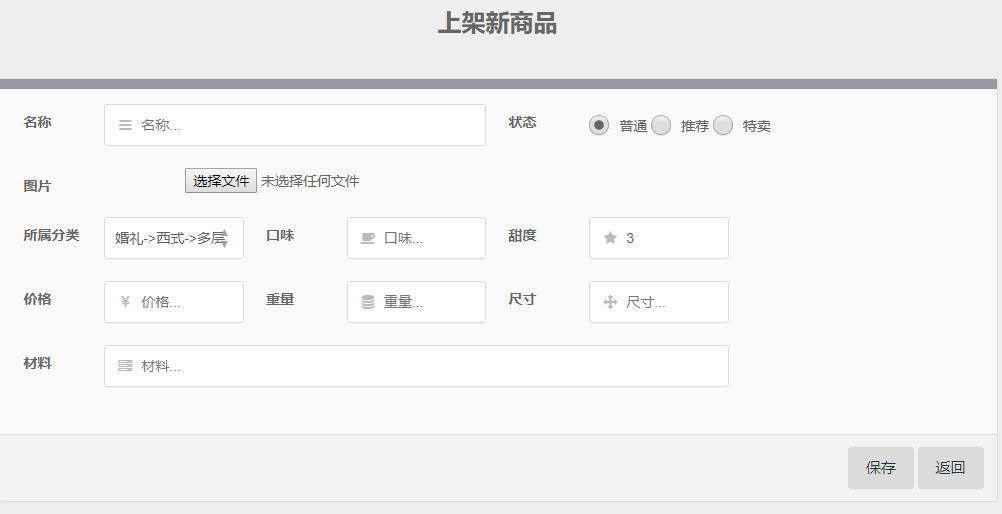 上架新商品
名称 名称... 状态 普通 推荐 特卖
图片 选择文件 未选择任何文件
所属分类 婚礼->西式->多层 口味 口味... 甜度 3
价格 ¥ 价格... 重量 重量... 尺寸 尺寸...
材料 材料...
保存 返回